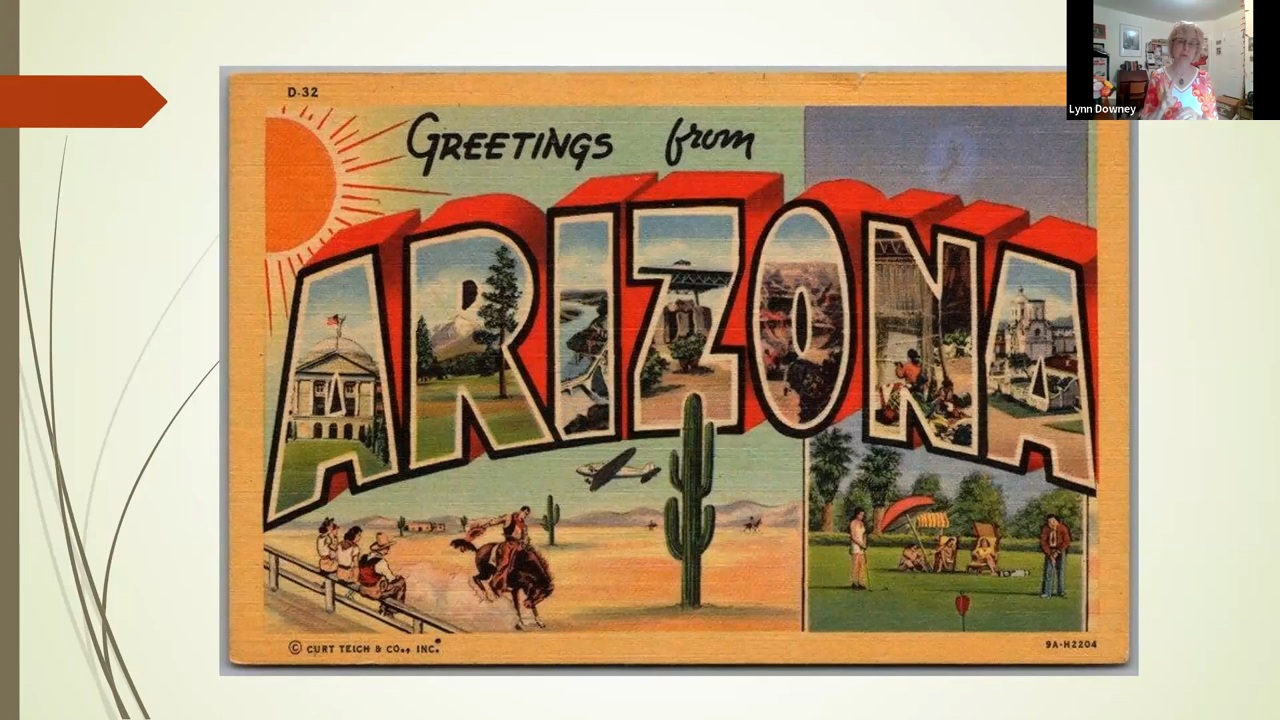 D-32
GREETINGS from
ARIZONA
© CURT TEICH & CO., INC.
9A-H2204
Lynn Downey